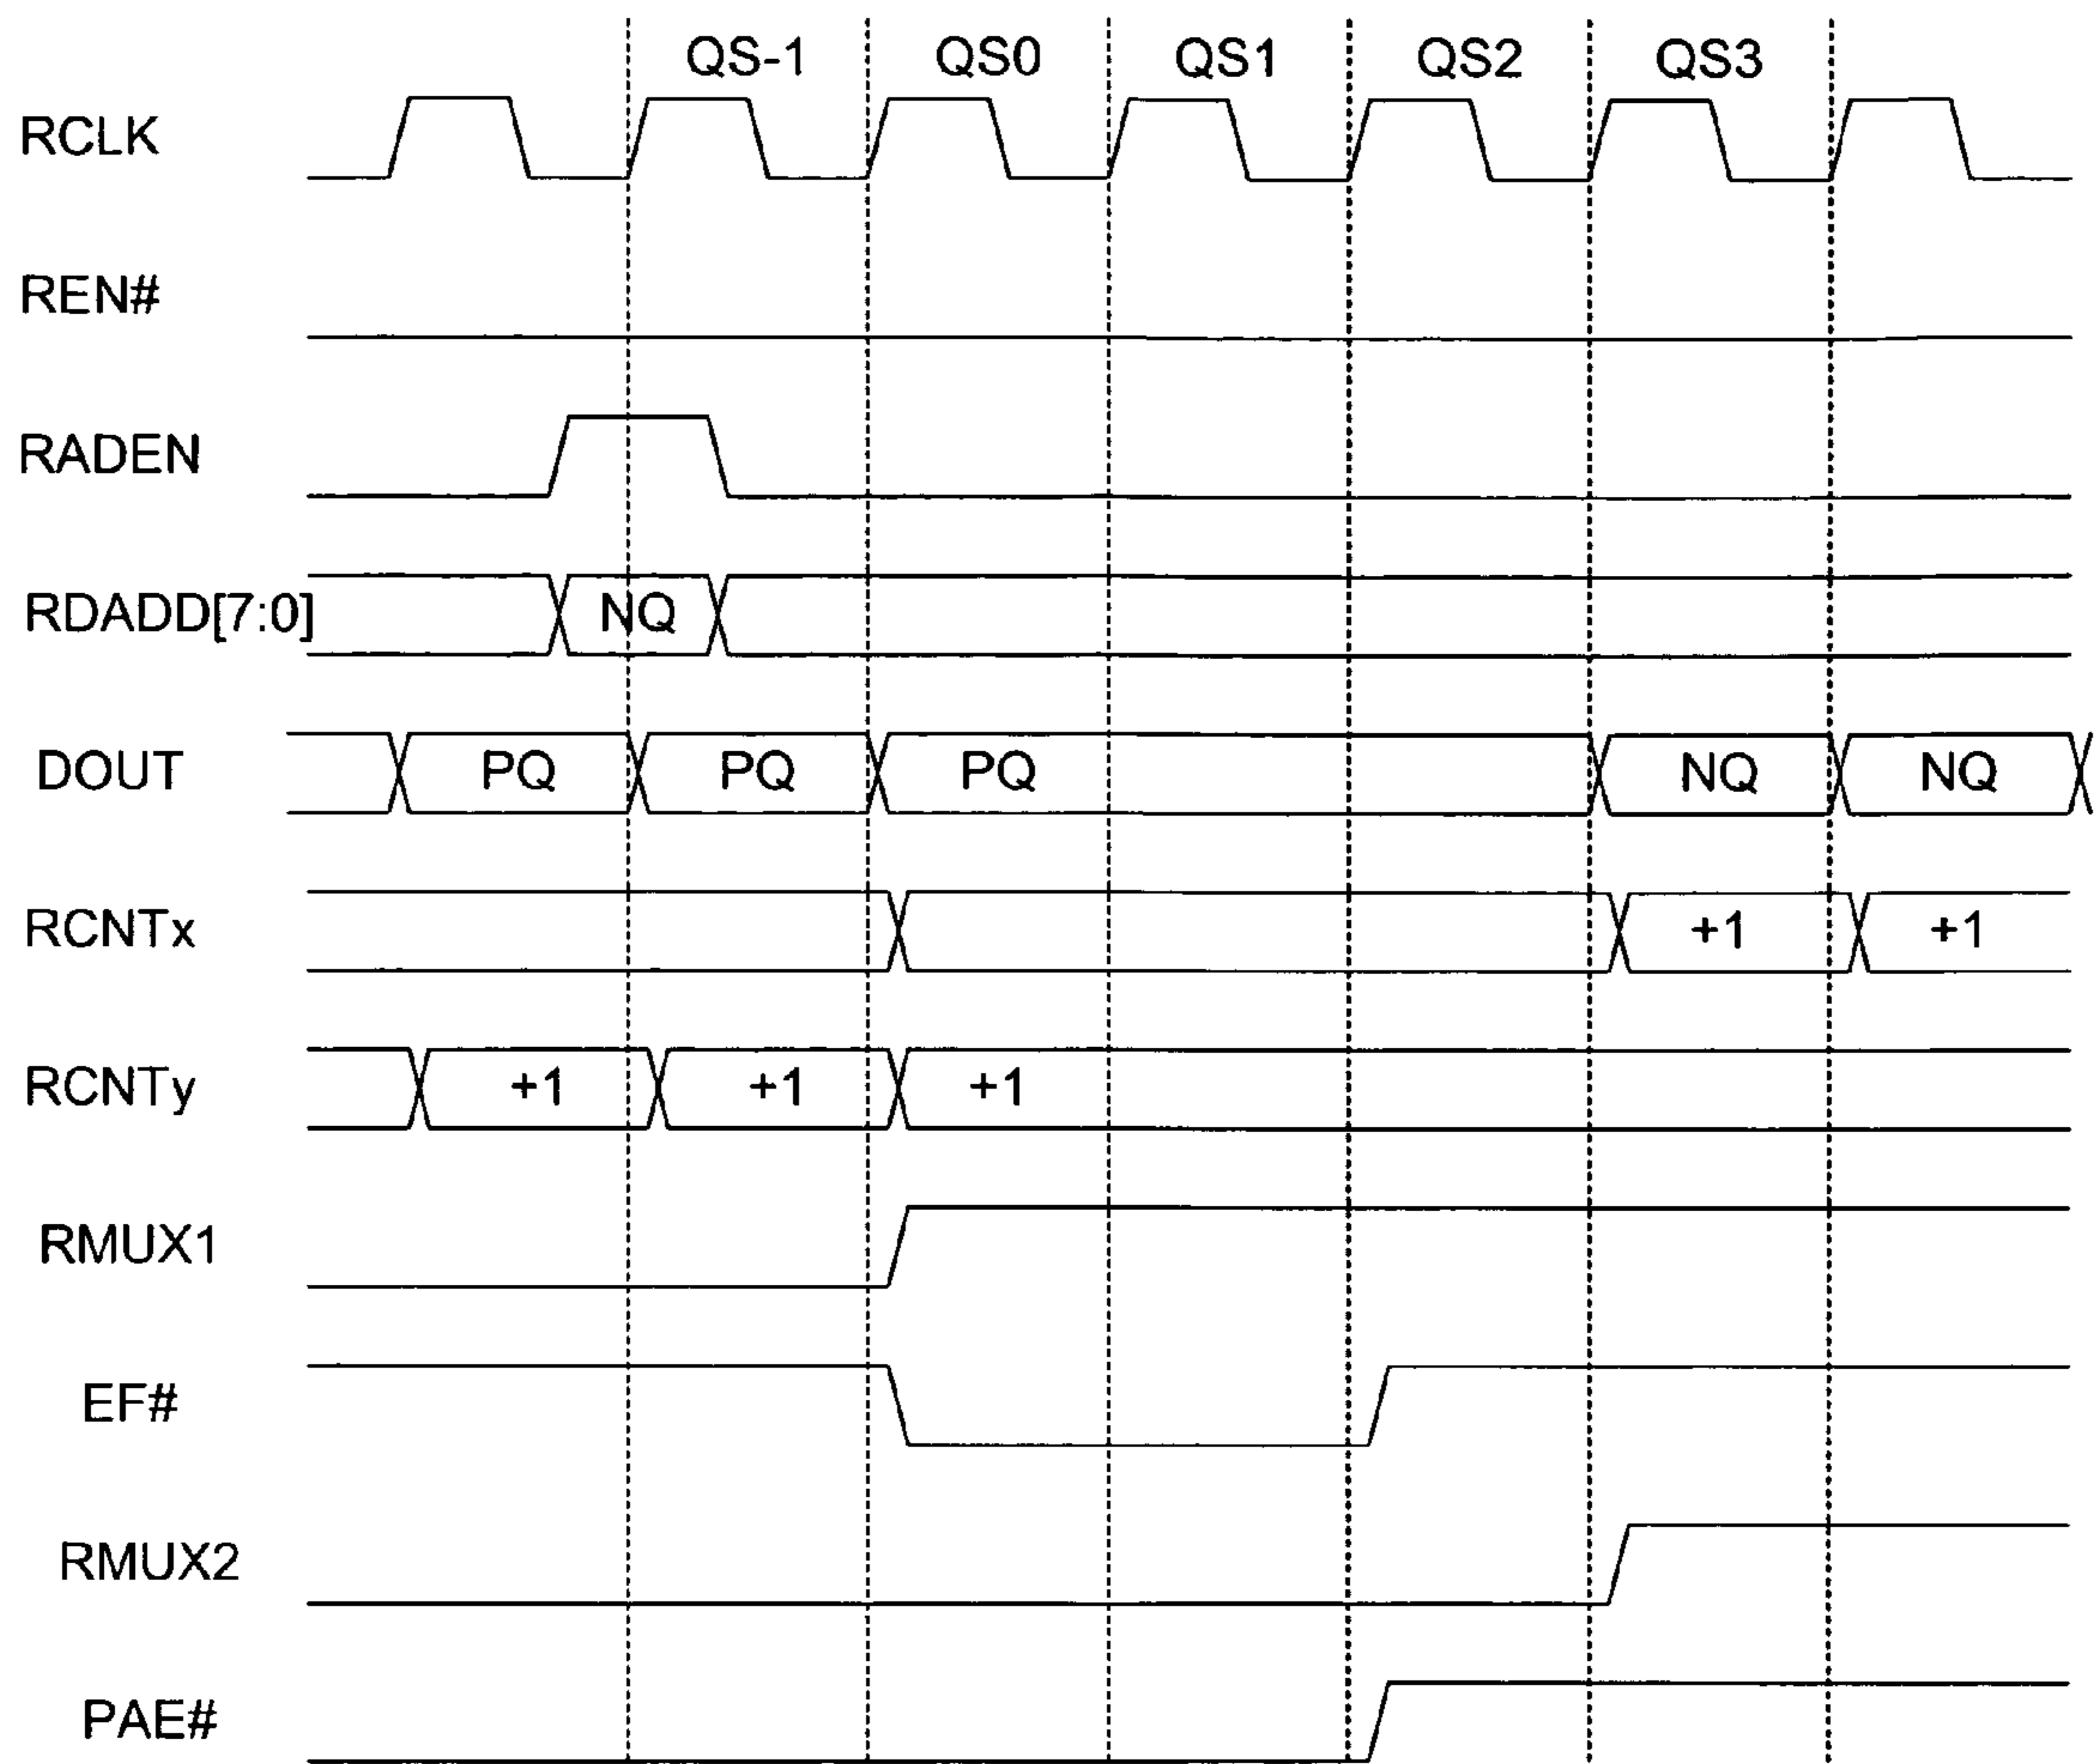 QS-1 QS0 QS1 QS2 QS3
RCLK
REN#
RADEN
RDADD[7:0] NQ
DOUT PQ PQ PQ NQ NQ
RCNTx +1 +1
RCNTy +1 +1 +1
RMUX1
EF#
RMUX2
PAE#